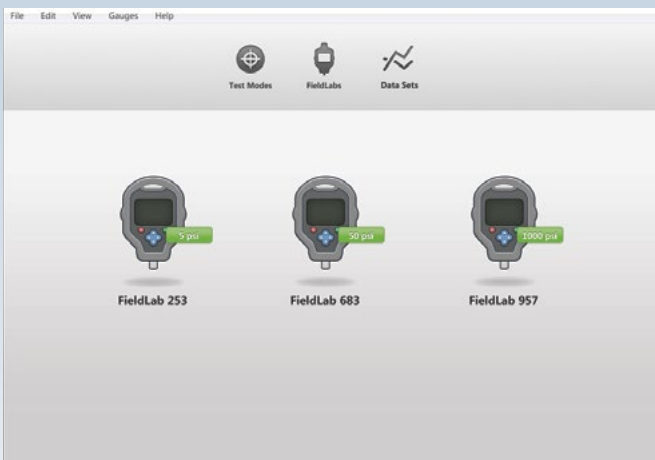 File Edit View Gauges Help
Test Modes FieldLabs Data Sets
5 psi 50 psi 1000 psi
FieldLab 253 FieldLab 683 FieldLab 957